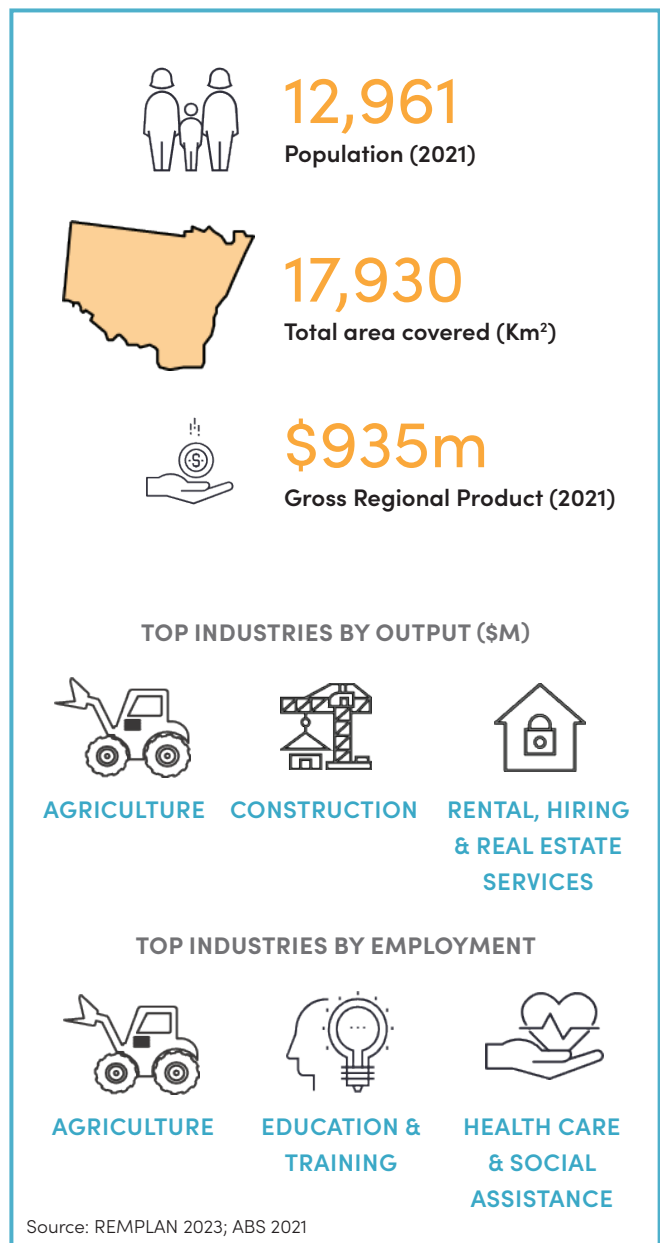 12,961
Population (2021)
17,930
Total area covered (Km²)
$935m
Gross Regional Product (2021)
TOP INDUSTRIES BY OUTPUT ($M)
AGRICULTURE
CONSTRUCTION
RENTAL, HIRING
& REAL ESTATE
SERVICES
TOP INDUSTRIES BY EMPLOYMENT
AGRICULTURE
EDUCATION &
TRAINING
HEALTH CARE
& SOCIAL
ASSISTANCE
Source: REMPLAN 2023; ABS 2021